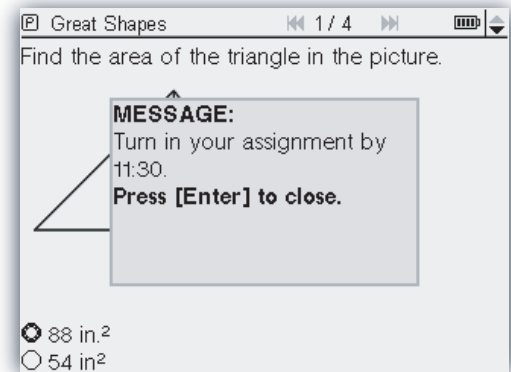 P Great Shapes 1 / 4
Find the area of the triangle in the picture.
MESSAGE:
Turn in your assignment by
11:30.
Press [Enter] to close.
88 in.²
54 in²